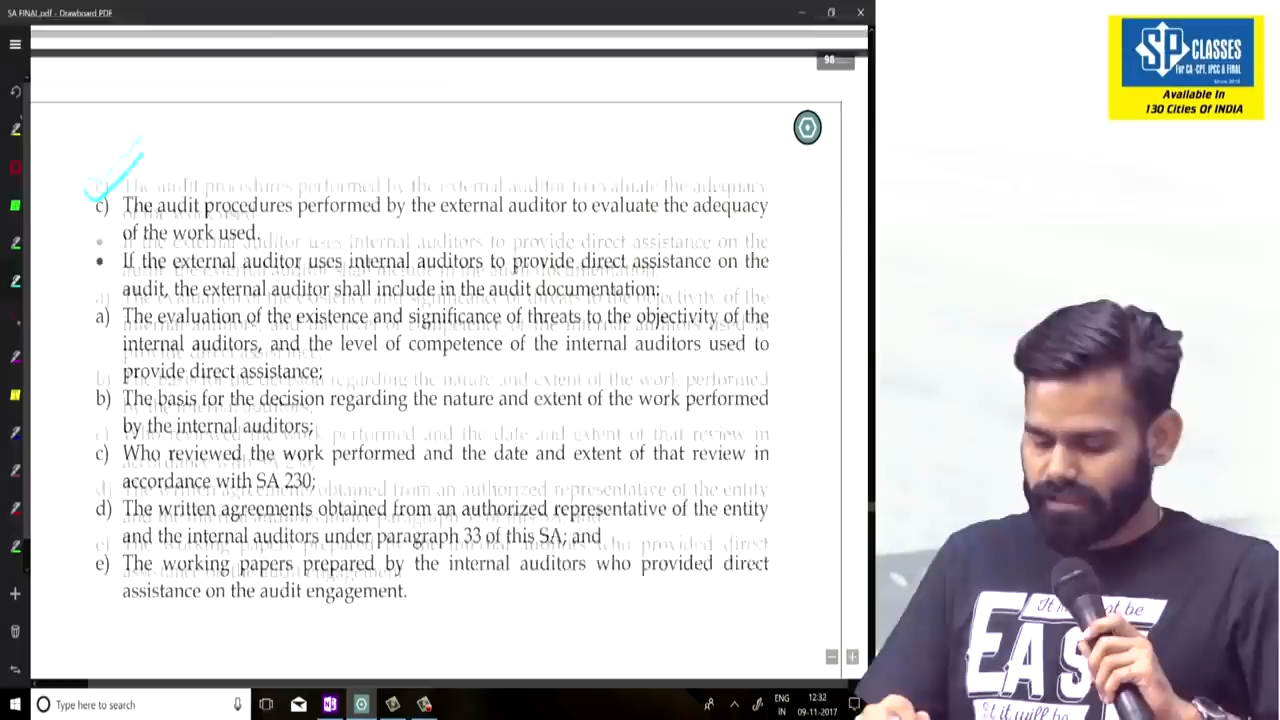 SA FINAL.pdf - Drawboard PDF
98
SP CLASSES
For CA -CPT, IPCC & FINAL
Since 2010
Available In
130 Cities Of INDIA
c) The audit procedures performed by the external auditor to evaluate the adequacy
of the work used.
• If the external auditor uses internal auditors to provide direct assistance on the
audit, the external auditor shall include in the audit documentation:
a) The evaluation of the existence and significance of threats to the objectivity of the
internal auditors, and the level of competence of the internal auditors used to
provide direct assistance;
b) The basis for the decision regarding the nature and extent of the work performed
by the internal auditors;
c) Who reviewed the work performed and the date and extent of that review in
accordance with SA 230;
d) The written agreements obtained from an authorized representative of the entity
and the internal auditors under paragraph 33 of this SA; and
e) The working papers prepared by the internal auditors who provided direct
assistance on the audit engagement.
It m not be
EAS
t it will be
Type here to search
ENG
IN
12:32
09-11-2017